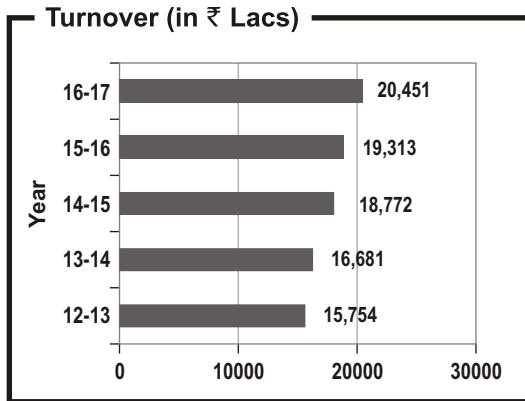 Turnover (in ₹ Lacs)
16-17 20,451
15-16 19,313
14-15 18,772
13-14 16,681
12-13 15,754
Year
0 10000 20000 30000